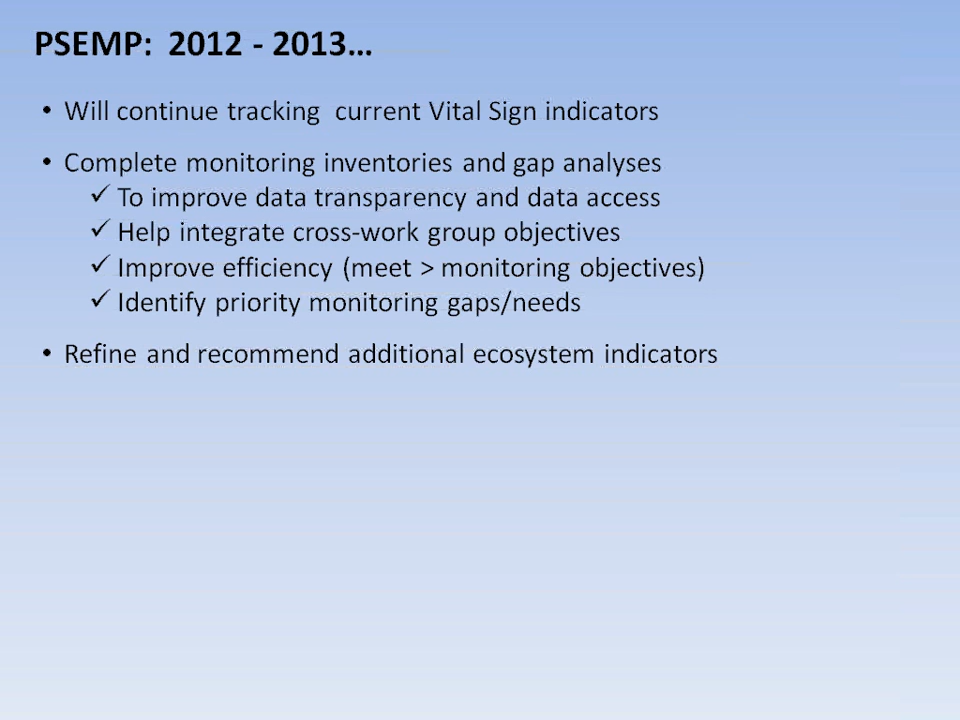 PSEMP: 2012 - 2013…
• Will continue tracking current Vital Sign indicators
• Complete monitoring inventories and gap analyses
✓ To improve data transparency and data access
✓ Help integrate cross-work group objectives
✓ Improve efficiency (meet > monitoring objectives)
✓ Identify priority monitoring gaps/needs
• Refine and recommend additional ecosystem indicators